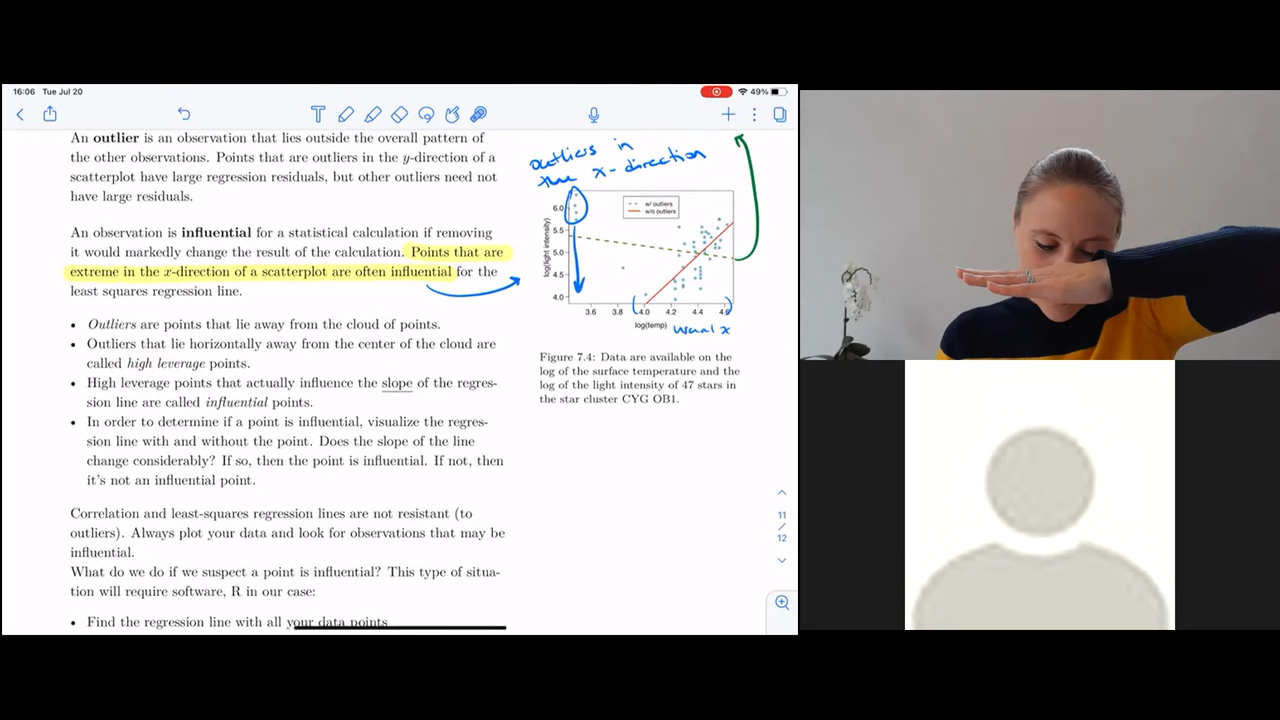 16:06 Tue Jul 20
49%
An outlier is an observation that lies outside the overall pattern of
the other observations. Points that are outliers in the y-direction of a
scatterplot have large regression residuals, but other outliers need not
have large residuals.
An observation is influential for a statistical calculation if removing
it would markedly change the result of the calculation. Points that are
extreme in the x-direction of a scatterplot are often influential for the
least squares regression line.
• Outliers are points that lie away from the cloud of points.
• Outliers that lie horizontally away from the center of the cloud are
called high leverage points.
• High leverage points that actually influence the slope of the regres-
sion line are called influential points.
• In order to determine if a point is influential, visualize the regres-
sion line with and without the point. Does the slope of the line
change considerably? If so, then the point is influential. If not, then
it's not an influential point.
Correlation and least-squares regression lines are not resistant (to
outliers). Always plot your data and look for observations that may be
influential.
What do we do if we suspect a point is influential? This type of situa-
tion will require software, R in our case:
• Find the regression line with all your data points
outliers in
the x-direction
w/ outliers
w/o outliers
log(light intensity)
6.0
5.5
5.0
4.5
4.0
3.6 3.8 4.0 4.2 4.4 4.6
log(temp)
usual x
Figure 7.4: Data are available on the
log of the surface temperature and the
log of the light intensity of 47 stars in
the star cluster CYG OB1.
11
/
12